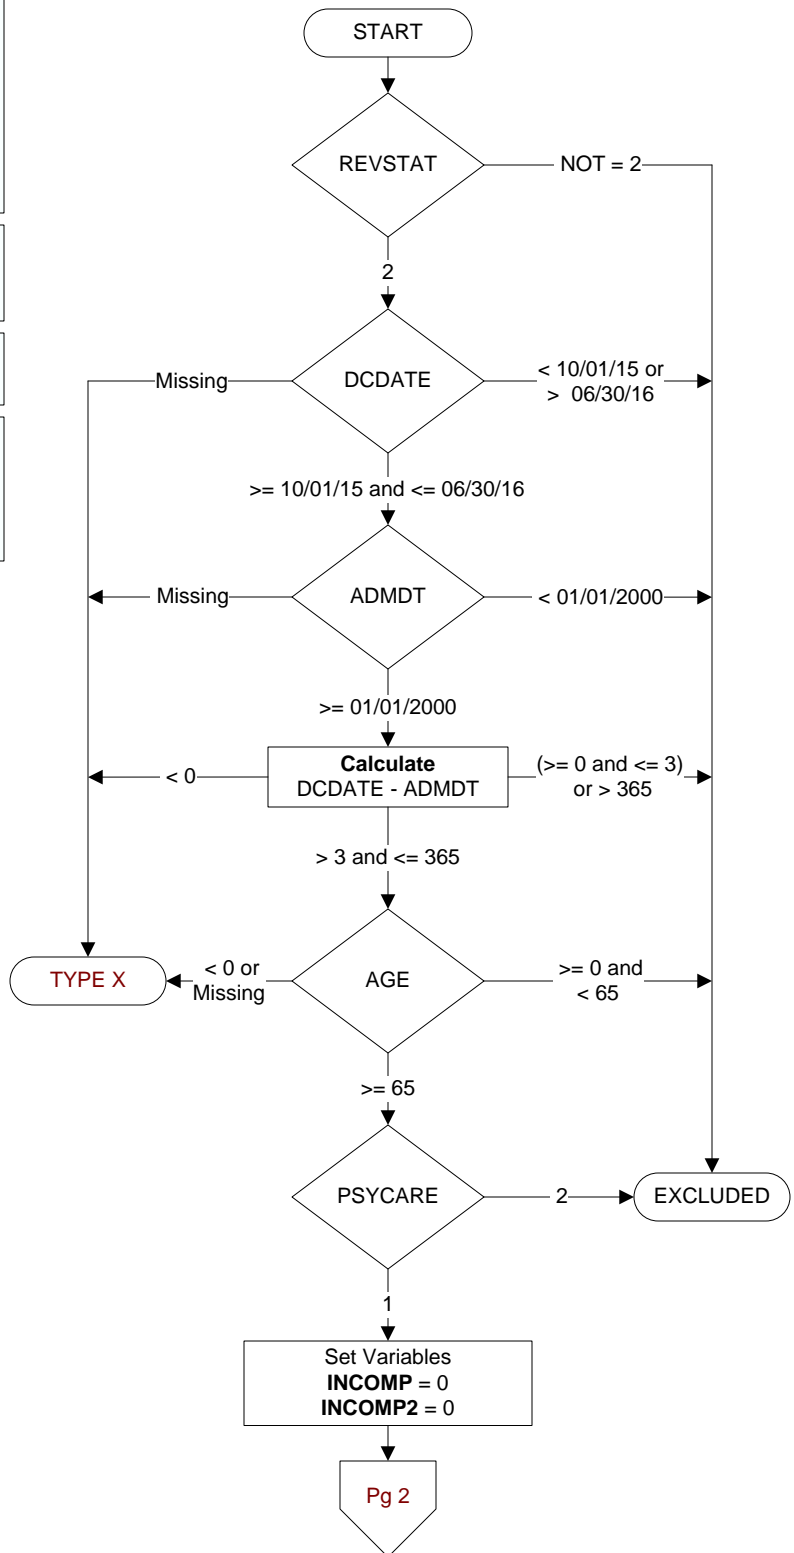 START
REVSTAT
NOT = 2
2
Missing
DCDATE
< 10/01/15 or
> 06/30/16
>= 10/01/15 and <= 06/30/16
Missing
ADMDT
< 01/01/2000
>= 01/01/2000
< 0
Calculate
DCDATE - ADMDT
(>= 0 and <= 3)
or > 365
> 3 and <= 365
TYPE X
< 0 or
Missing
AGE
>= 0 and
< 65
>= 65
PSYCARE
2
EXCLUDED
1
Set Variables
INCOMP = 0
INCOMP2 = 0
Pg 2